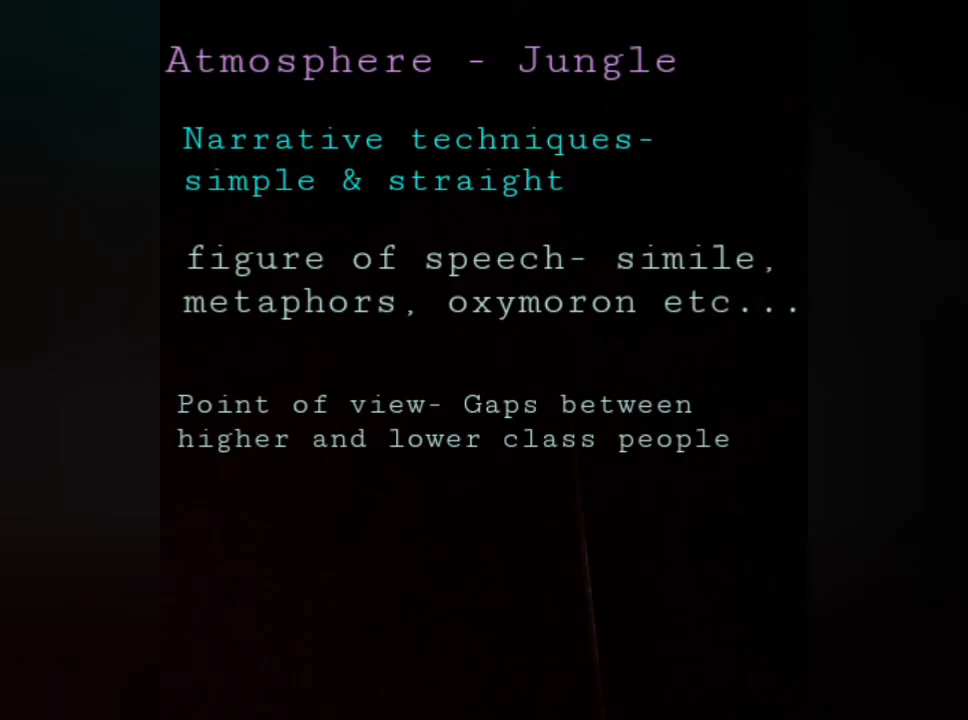 Atmosphere - Jungle
Narrative techniques-
simple & straight
figure of speech- simile,
metaphors, oxymoron etc...
Point of view- Gaps between
higher and lower class people